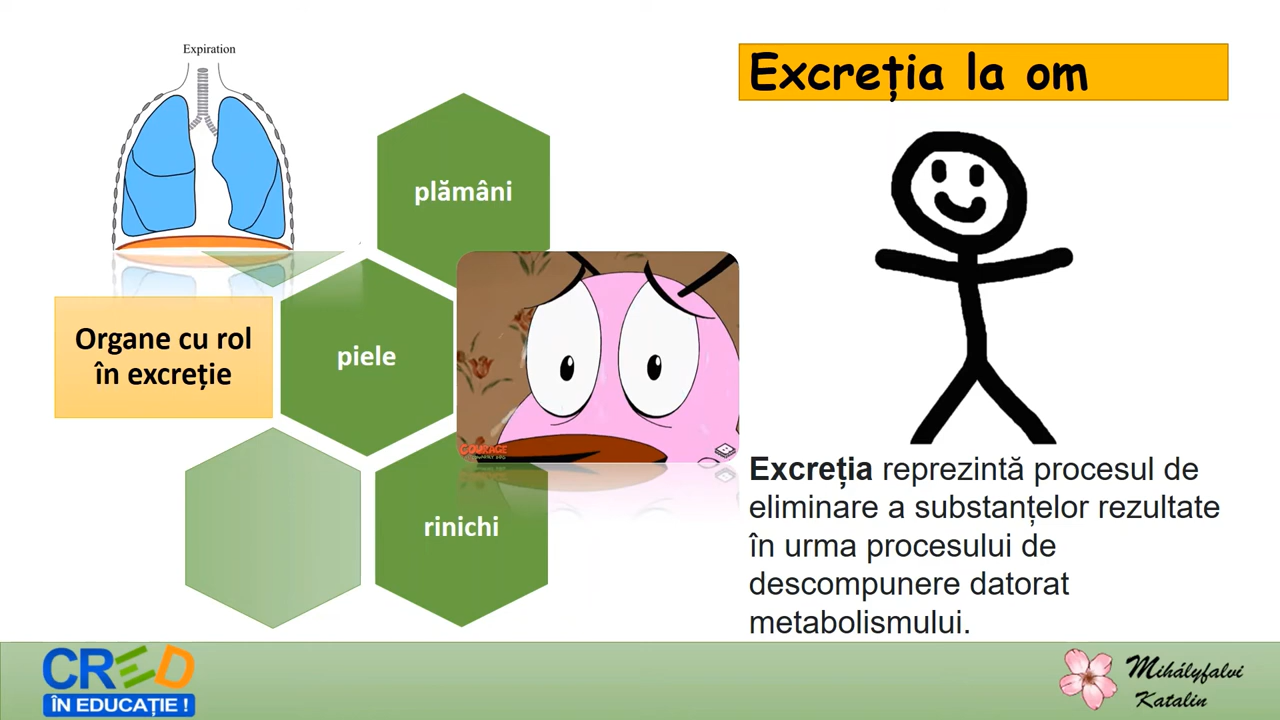 Expiration
Excreția la om
plămâni
Organe cu rol
în excreție
piele
COURAGE
rinichi
Excreția reprezintă procesul de
eliminare a substanțelor rezultate
în urma procesului de
descompunere datorat
metabolismului.
CRED
ÎN EDUCAȚIE !
Mihályfalvi
Katalin